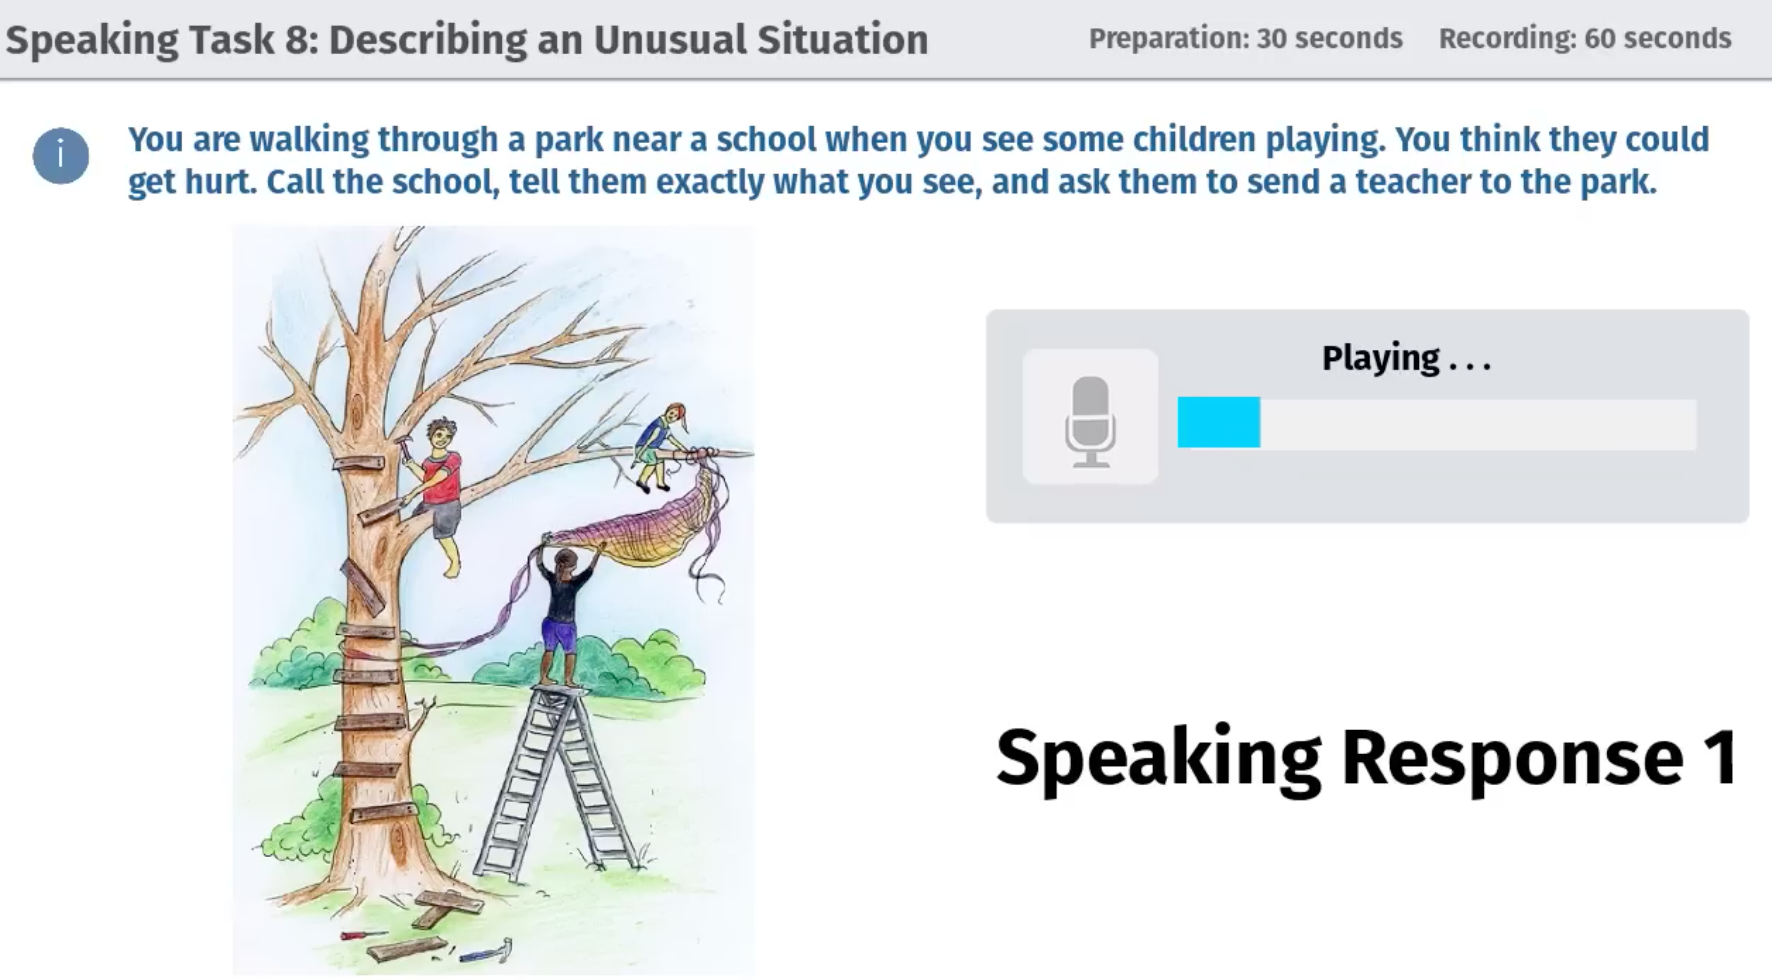 Speaking Task 8: Describing an Unusual Situation
Preparation: 30 seconds Recording: 60 seconds
i
You are walking through a park near a school when you see some children playing. You think they could
get hurt. Call the school, tell them exactly what you see, and ask them to send a teacher to the park.
Playing . . .
Speaking Response 1